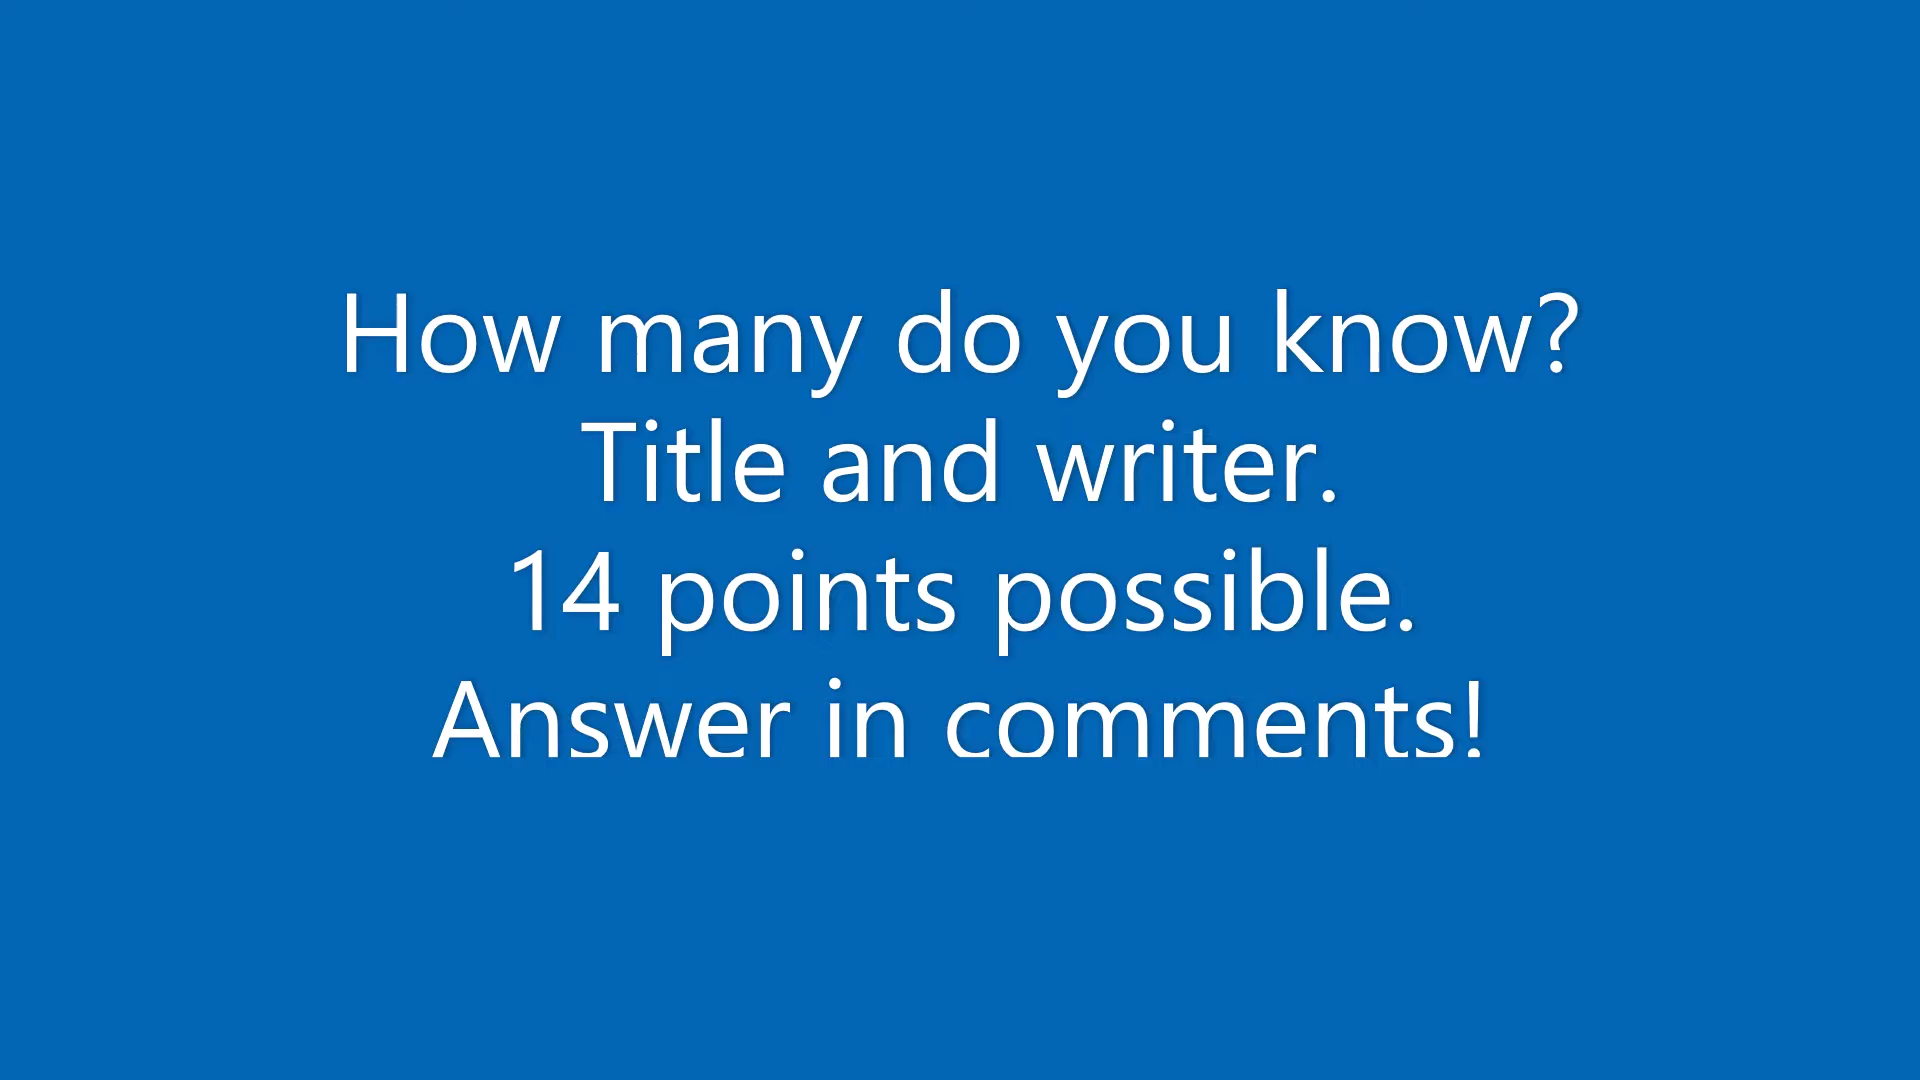 How many do you know?
Title and writer.
14 points possible.
Answer in comments!